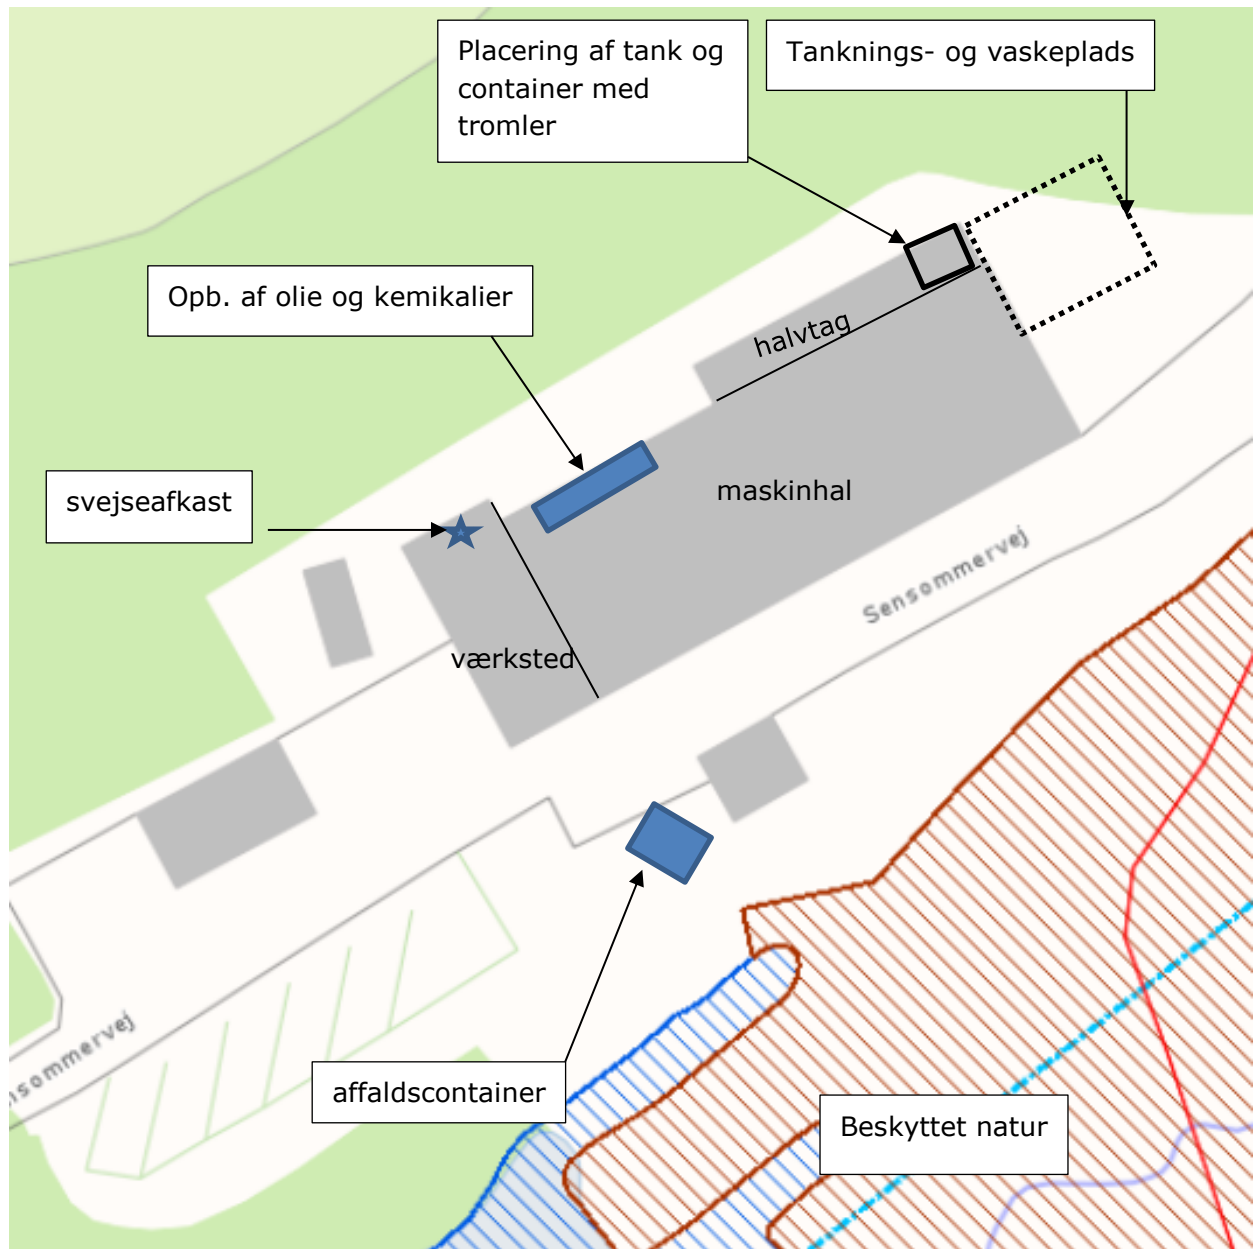 Placering af tank og
container med
tromler
Tanknings- og vaskeplads
Opb. af olie og kemikalier
halvtag
svejseafkast
maskinhal
Sensommervej
værksted
nsommervej
affaldscontainer
Beskyttet natur